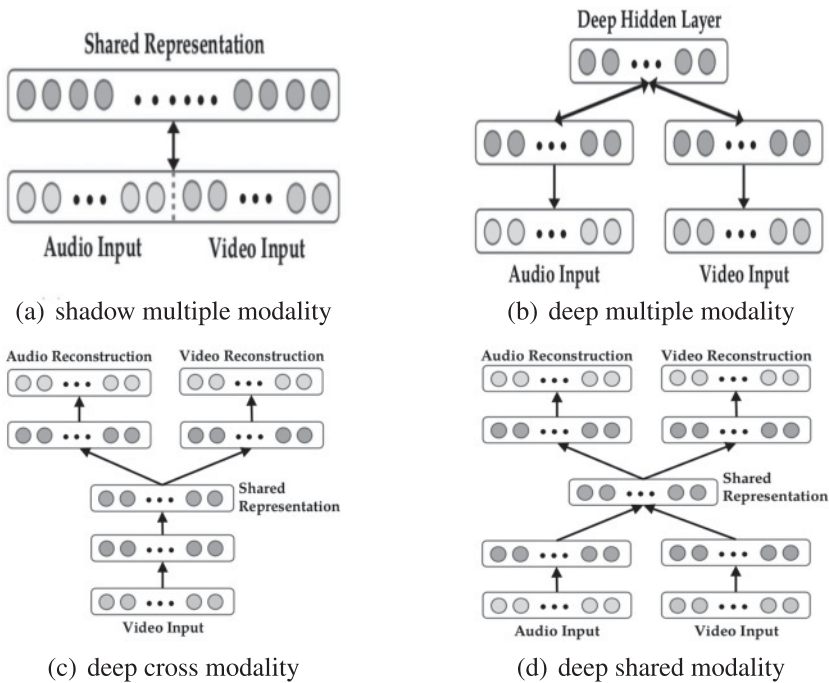 Shared Representation
Audio Input Video Input
(a) shadow multiple modality
Deep Hidden Layer
Audio Input Video Input
(b) deep multiple modality
Audio Reconstruction Video Reconstruction
Shared
Representation
Video Input
(c) deep cross modality
Audio Reconstruction Video Reconstruction
Shared
Representation
Audio Input Video Input
(d) deep shared modality